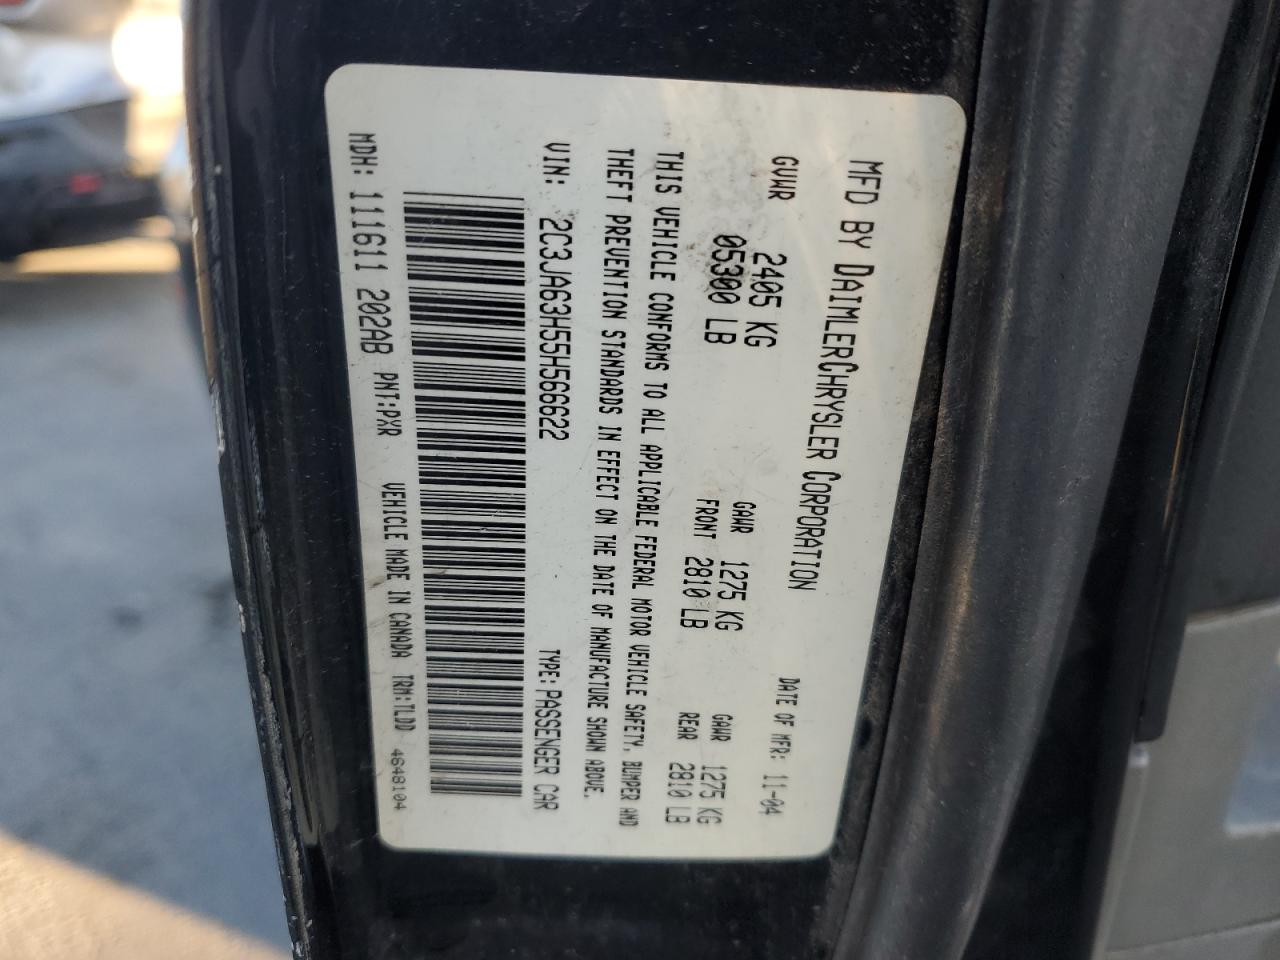 MFD BY DAIMLERCHRYSLER CORPORATION
DATE OF MFR: 11-04
GVWR 2405 KG
05300 LB
GAWR 1275 KG
FRONT 2810 LB
GAWR 1275 KG
REAR 2810 LB
THIS VEHICLE CONFORMS TO ALL APPLICABLE FEDERAL MOTOR VEHICLE SAFETY, BUMPER AND
THEFT PREVENTION STANDARDS IN EFFECT ON THE DATE OF MANUFACTURE SHOWN ABOVE.
VIN: 2C3JA63H55H566622 TYPE: PASSENGER CAR
MDH: 111611 202AB PNT:PXR VEHICLE MADE IN CANADA TRM:TLDD 4648104